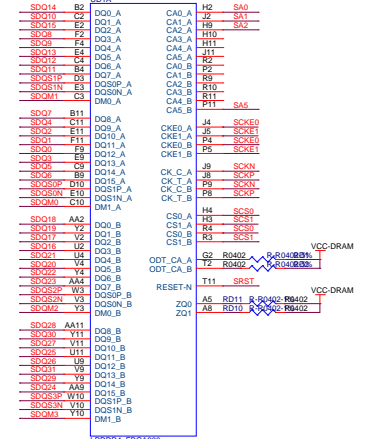 SDQ14 B2 DQ0_A
SDQ10 C2 DQ1_A
SDQ15 E2 DQ2_A
SDQ8 F2 DQ3_A
SDQ9 F4 DQ4_A
SDQ13 E4 DQ5_A
SDQ12 C4 DQ6_A
SDQ11 B4 DQ7_A
SDQS1P D3 DQS0P_A
SDQS1N E3 DQS0N_A
SDQM1 C3 DM0_A
SDQ7 B11 DQ8_A
SDQ4 C11 DQ9_A
SDQ2 E11 DQ10_A
SDQ1 F11 DQ11_A
SDQ0 F9 DQ12_A
SDQ3 E9 DQ13_A
SDQ5 C9 DQ14_A
SDQ6 B9 DQ15_A
SDQS0P D10 DQS1P_A
SDQS0N E10 DQS1N_A
SDQM0 C10 DM1_A
SDQ18 AA2 DQ0_B
SDQ19 Y2 DQ1_B
SDQ17 V2 DQ2_B
SDQ16 U2 DQ3_B
SDQ21 U4 DQ4_B
SDQ20 V4 DQ5_B
SDQ22 Y4 DQ6_B
SDQ23 AA4 DQ7_B
SDQS2P W3 DQS0P_B
SDQS2N V3 DQS0N_B
SDQM2 Y3 DM0_B
SDQ28 AA11 DQ8_B
SDQ30 Y11 DQ9_B
SDQ27 V11 DQ10_B
SDQ25 U11 DQ11_B
SDQ26 U9 DQ12_B
SDQ31 V9 DQ13_B
SDQ29 Y9 DQ14_B
SDQ24 AA9 DQ15_B
SDQS3P W10 DQS1P_B
SDQS3N V10 DQS1N_B
SDQM3 Y10 DM1_B
CA0_A H2 SA0
CA1_A J2 SA1
CA2_A H9 SA2
CA3_A H10
CA4_A H11
CA5_A J11
CA0_B R2
CA1_B P2
CA2_B R9
CA3_B R10
CA4_B R11
CA5_B P11 SA5
CKE0_A J4 SCKE0
CKE1_A J5 SCKE1
CKE0_B P4 SCKE0
CKE1_B P5 SCKE1
CK_C_A J9 SCKN
CK_T_A J8 SCKP
CK_C_B P9 SCKN
CK_T_B P8 SCKP
CS0_A H4 SCS0
CS1_A H3 SCS1
CS0_B R4 SCS0
CS1_B R3 SCS1
VCC-DRAM
ODT_CA_A G2 R0402
ODT_CA_B T2 R0402
RESET-N T11 SRST
VCC-DRAM
ZQ0 A5 RD11
ZQ1 A8 RD10